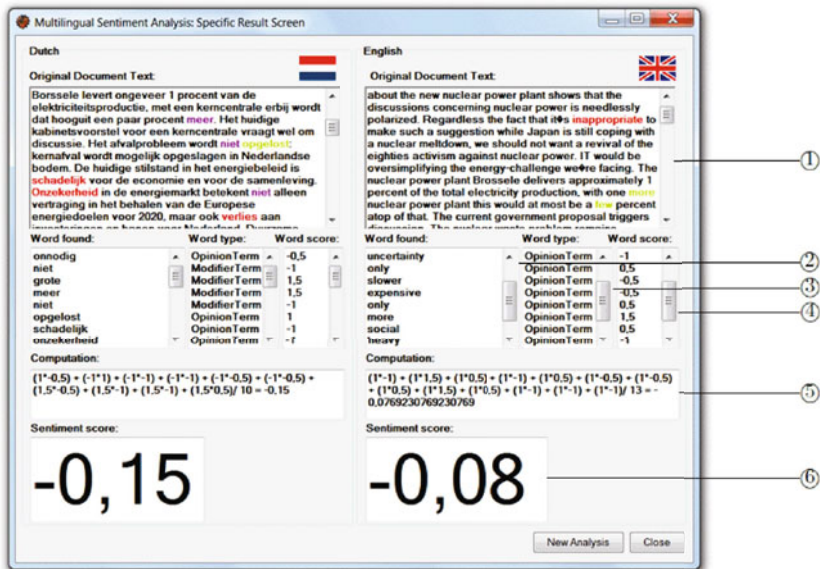 Multilingual Sentiment Analysis: Specific Result Screen
Dutch
Original Document Text:
Borssele levert ongeveer 1 procent van de
elektriciteitsproductie, met een kerncentrale erbij wordt
dat hooguit een paar procent meer. Het huidige
kabinetsvoorstel voor een kerncentrale vraagt wel om
discussie. Het afvalprobleem wordt niet opgelost;
kernafval wordt mogelijk opgeslagen in Nederlandse
bodem. De huidige stilstand in het energiebeleid is
schadelijk voor de economie en voor de samenleving.
Onzekerheid in de energiemarkt betekent niet alleen
vertraging in het behalen van de Europese
energiedoelen voor 2020, maar ook verlies aan
Word found: Word type: Word score:
onnodig OpinionTerm -0,5
niet ModifierTerm -1
grote ModifierTerm 1,5
meer ModifierTerm 1,5
niet ModifierTerm -1
opgelost OpinionTerm 1
schadelijk OpinionTerm -1
onzekerheid OpinionTerm -1
Computation:
(1*-0,5) + (-1*1) + (-1*-1) + (-1*-1) + (-1*-0,5) + (-1*-0,5) +
(1,5*-0,5) + (1,5*-1) + (1,5*-1) + (1,5*0,5)/ 10 = -0,15
Sentiment score:
-0,15
English
Original Document Text:
about the new nuclear power plant shows that the
discussions concerning nuclear power is needlessly
polarized. Regardless the fact that it�s inappropriate to
make such a suggestion while Japan is still coping with
a nuclear meltdown, we should not want a revival of the
eighties activism against nuclear power. IT would be
oversimplifying the energy-challenge we�re facing. The
nuclear power plant Brossele delivers approximately 1
percent of the total electricity production, with one more
nuclear power plant this would at most be a few percent
atop of that. The current government proposal triggers
discussion. The nuclear waste problem remains
Word found: Word type: Word score:
uncertainty OpinionTerm -1
only OpinionTerm 0,5
slower OpinionTerm -0,5
expensive OpinionTerm -0,5
only OpinionTerm 0,5
more OpinionTerm 1,5
social OpinionTerm 0,5
heavy OpinionTerm -1
Computation:
(1*-1) + (1*1,5) + (1*0,5) + (1*-1) + (1*0,5) + (1*-0,5) + (1*-0,5)
+ (1*0,5) + (1*1,5) + (1*0,5) + (1*-1) + (1*-1) + (1*-1)/ 13 = -
0,0769230769230769
Sentiment score:
-0,08
New Analysis Close
①
②
③
④
⑤
⑥